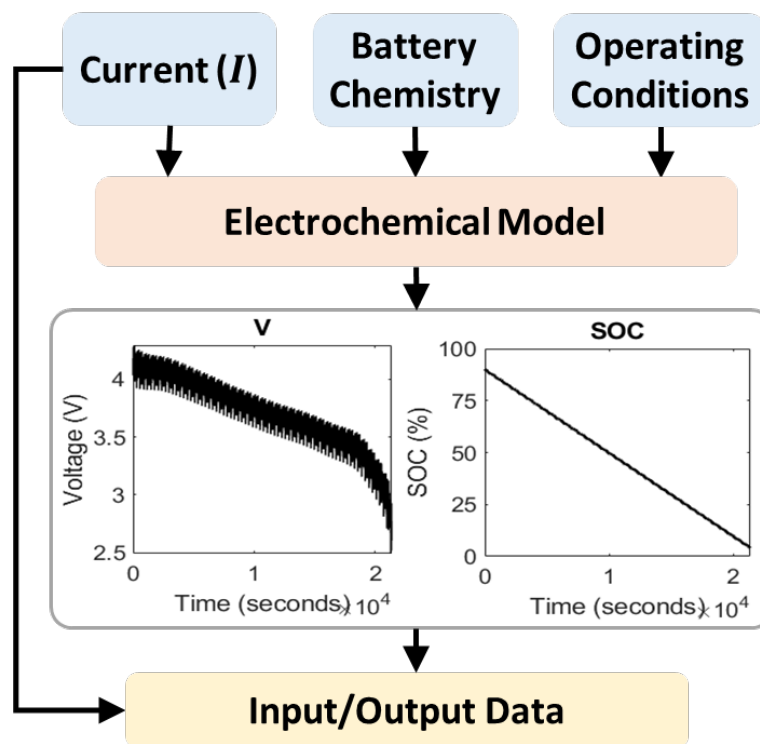 Current (I)
Battery
Chemistry
Operating
Conditions
Electrochemical Model
V
Voltage (V)
4
3.5
3
2.5
0
1
2
Time (seconds)
×10⁴
SOC
SOC (%)
100
75
50
25
0
0
1
2
Time (seconds)
×10⁴
Input/Output Data